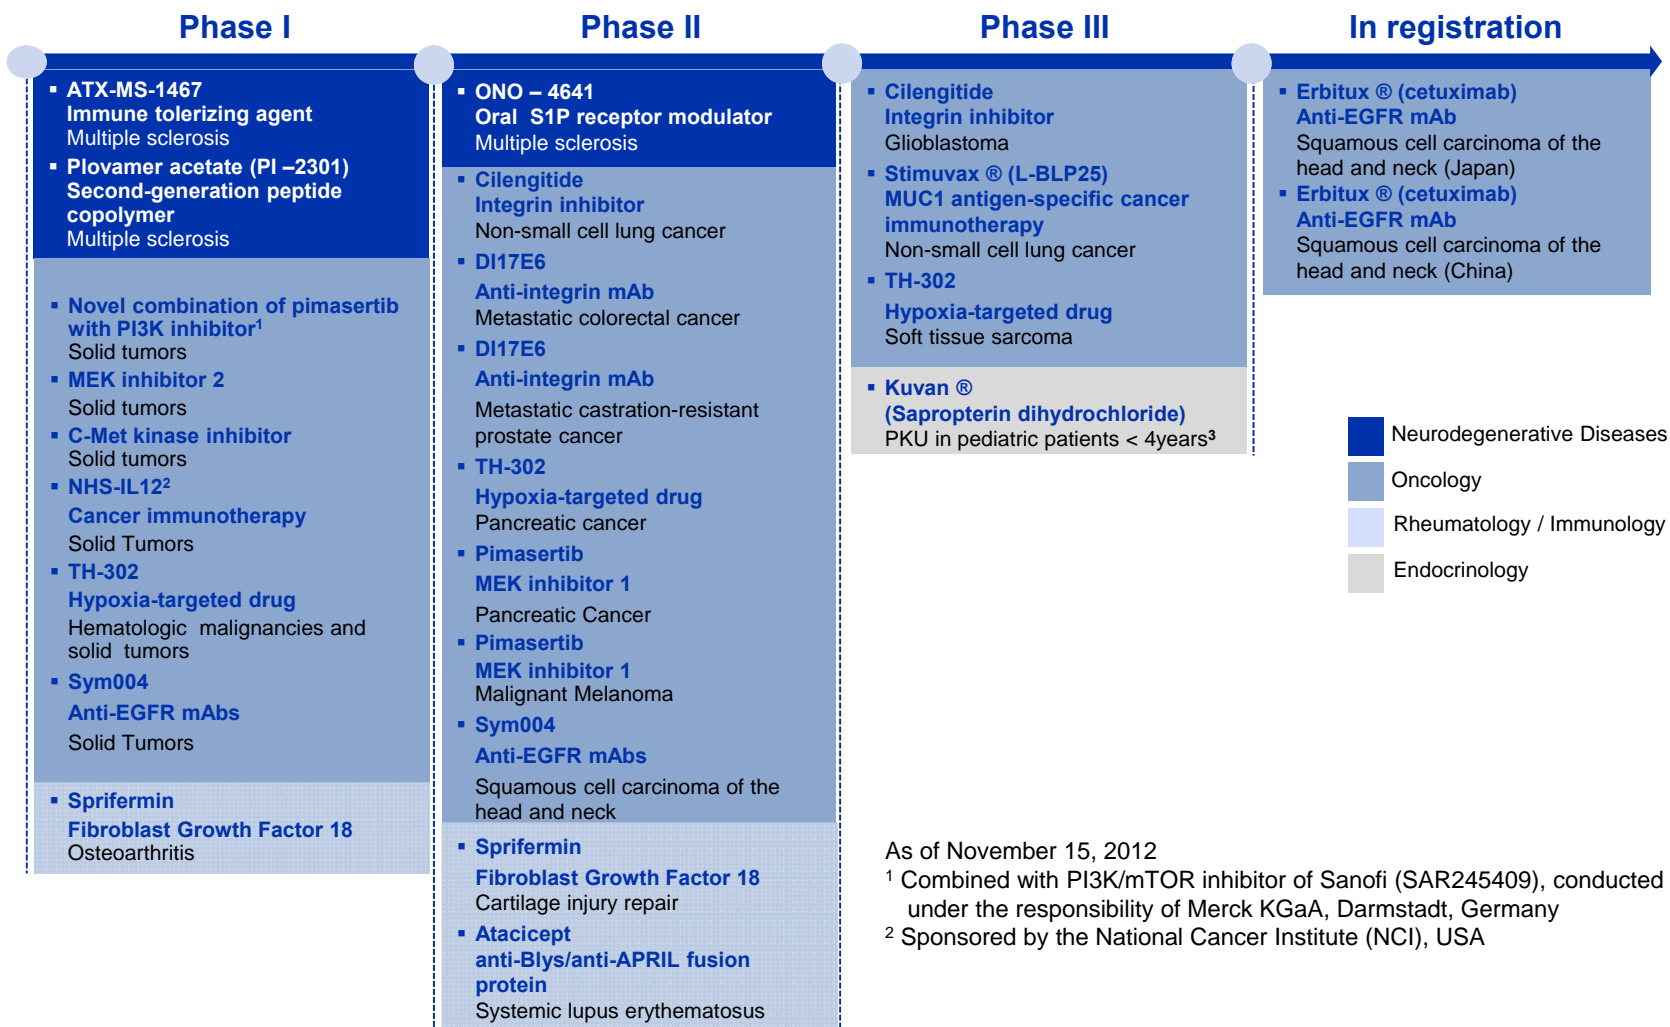 Phase I
Phase II
Phase III
In registration
▪ ATX-MS-1467
Immune tolerizing agent
Multiple sclerosis
▪ Plovamer acetate (PI –2301)
Second-generation peptide
copolymer
Multiple sclerosis
▪ Novel combination of pimasertib
with PI3K inhibitor¹
Solid tumors
▪ MEK inhibitor 2
Solid tumors
▪ C-Met kinase inhibitor
Solid tumors
▪ NHS-IL12²
Cancer immunotherapy
Solid Tumors
▪ TH-302
Hypoxia-targeted drug
Hematologic malignancies and
solid tumors
▪ Sym004
Anti-EGFR mAbs
Solid Tumors
▪ Sprifermin
Fibroblast Growth Factor 18
Osteoarthritis
▪ ONO – 4641
Oral S1P receptor modulator
Multiple sclerosis
▪ Cilengitide
Integrin inhibitor
Non-small cell lung cancer
▪ DI17E6
Anti-integrin mAb
Metastatic colorectal cancer
▪ DI17E6
Anti-integrin mAb
Metastatic castration-resistant
prostate cancer
▪ TH-302
Hypoxia-targeted drug
Pancreatic cancer
▪ Pimasertib
MEK inhibitor 1
Pancreatic Cancer
▪ Pimasertib
MEK inhibitor 1
Malignant Melanoma
▪ Sym004
Anti-EGFR mAbs
Squamous cell carcinoma of the
head and neck
▪ Sprifermin
Fibroblast Growth Factor 18
Cartilage injury repair
▪ Atacicept
anti-Blys/anti-APRIL fusion
protein
Systemic lupus erythematosus
▪ Cilengitide
Integrin inhibitor
Glioblastoma
▪ Stimuvax ® (L-BLP25)
MUC1 antigen-specific cancer
immunotherapy
Non-small cell lung cancer
▪ TH-302
Hypoxia-targeted drug
Soft tissue sarcoma
▪ Kuvan ®
(Sapropterin dihydrochloride)
PKU in pediatric patients < 4years³
▪ Erbitux ® (cetuximab)
Anti-EGFR mAb
Squamous cell carcinoma of the
head and neck (Japan)
▪ Erbitux ® (cetuximab)
Anti-EGFR mAb
Squamous cell carcinoma of the
head and neck (China)
Neurodegenerative Diseases
Oncology
Rheumatology / Immunology
Endocrinology
As of November 15, 2012
¹ Combined with PI3K/mTOR inhibitor of Sanofi (SAR245409), conducted
under the responsibility of Merck KGaA, Darmstadt, Germany
² Sponsored by the National Cancer Institute (NCI), USA